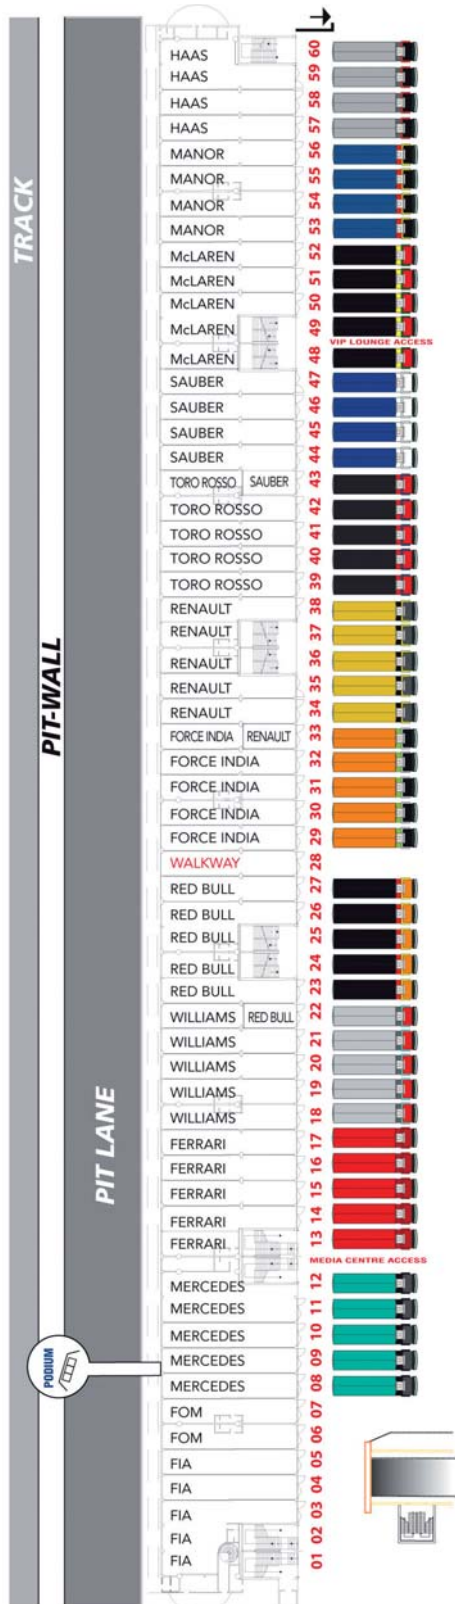 TRACK
PIT-WALL
PIT LANE
PODIUM
HAAS 60
HAAS 59
HAAS 58
HAAS 57
MANOR 56
MANOR 55
MANOR 54
MANOR 53
McLAREN 52
McLAREN 51
McLAREN 50
McLAREN 49
VIP LOUNGE ACCESS
McLAREN 48
SAUBER 47
SAUBER 46
SAUBER 45
SAUBER 44
TORO ROSSO SAUBER 43
TORO ROSSO 42
TORO ROSSO 41
TORO ROSSO 40
TORO ROSSO 39
RENAULT 38
RENAULT 37
RENAULT 36
RENAULT 35
RENAULT 34
FORCE INDIA RENAULT 33
FORCE INDIA 32
FORCE INDIA 31
FORCE INDIA 30
FORCE INDIA 29
WALKWAY 28
RED BULL 27
RED BULL 26
RED BULL 25
RED BULL 24
RED BULL 23
WILLIAMS RED BULL 22
WILLIAMS 21
WILLIAMS 20
WILLIAMS 19
WILLIAMS 18
FERRARI 17
FERRARI 16
FERRARI 15
FERRARI 14
FERRARI 13
MEDIA CENTRE ACCESS
MERCEDES 12
MERCEDES 11
MERCEDES 10
MERCEDES 09
MERCEDES 08
FOM 07
FOM 06
FIA 05
FIA 04
FIA 03
FIA 02
FIA 01